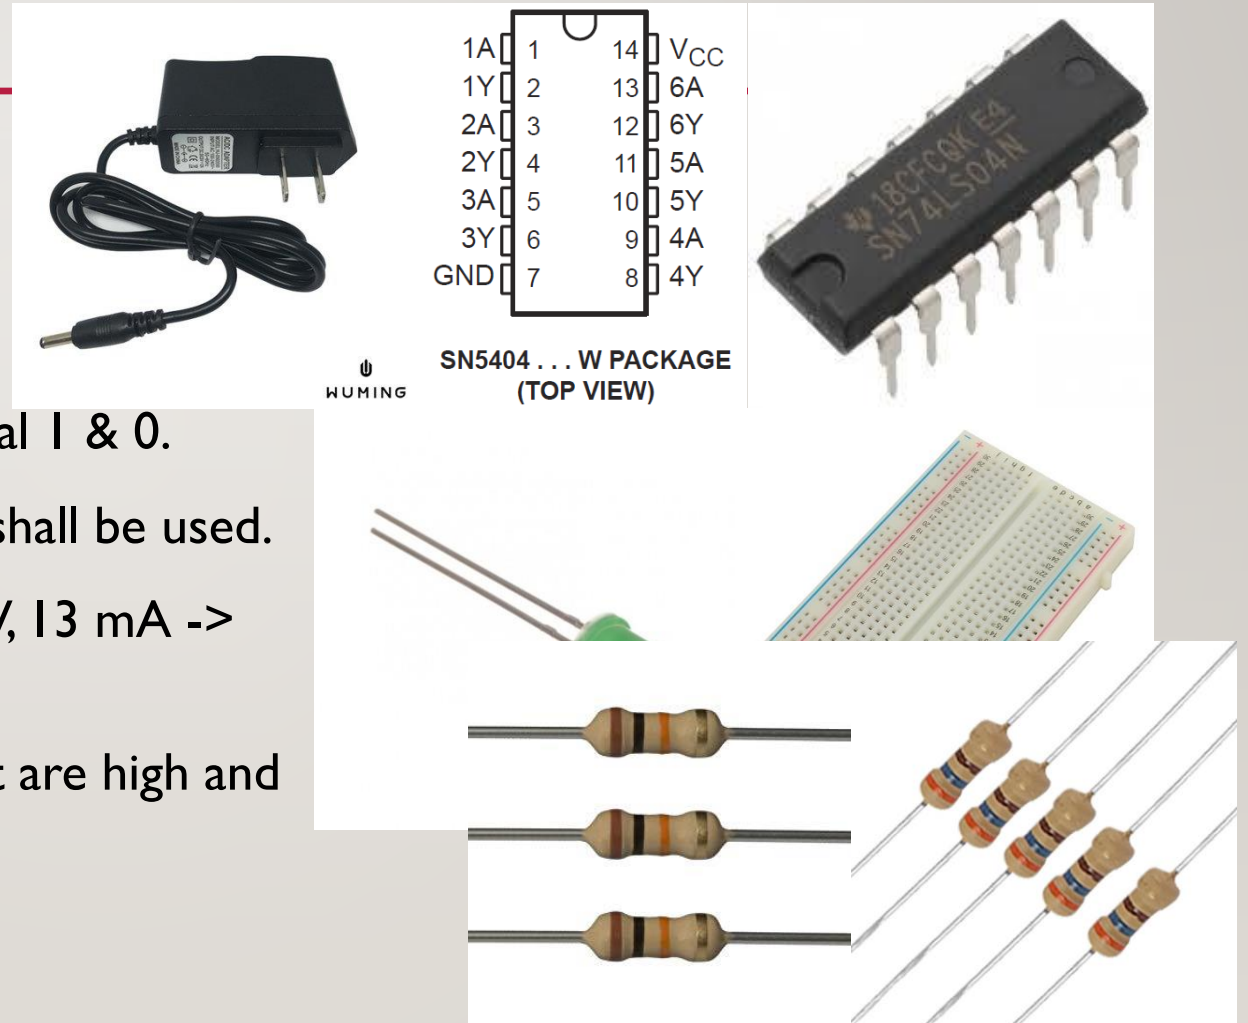 1A 1 14 VCC
1Y 2 13 6A
2A 3 12 6Y
2Y 4 11 5A
3A 5 10 5Y
3Y 6 9 4A
GND 7 8 4Y
SN5404 . . . W PACKAGE
(TOP VIEW)
WUMING
18CFCQK E4
SN74LS04N
al 1 & 0.
shall be used.
/, 13 mA ->
t are high and